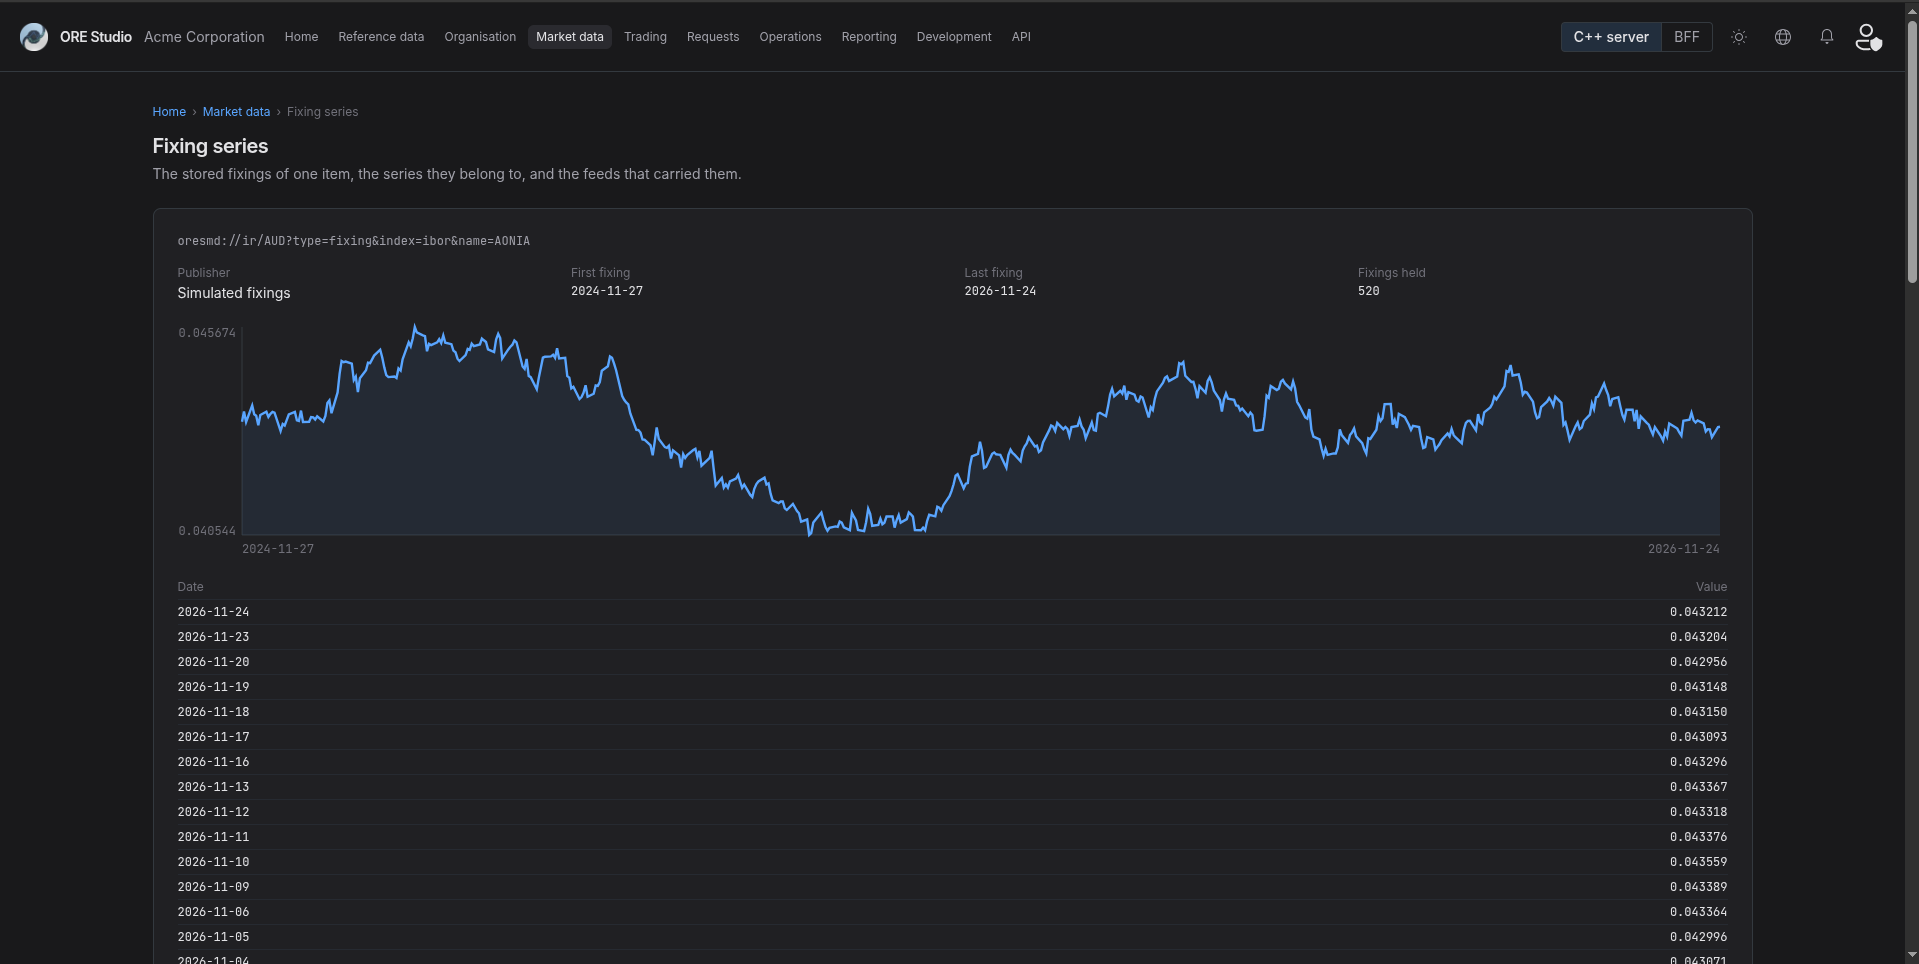 ORE Studio Acme Corporation Home Reference data Organisation Market data Trading Requests Operations Reporting Development API C++ server BFF
Home › Market data › Fixing series
Fixing series
The stored fixings of one item, the series they belong to, and the feeds that carried them.
oresmd://ir/AUD?type=fixing&index=ibor&name=AONIA
Publisher First fixing Last fixing Fixings held
Simulated fixings 2024-11-27 2026-11-24 520
0.045674
0.040544
2024-11-27 2026-11-24
Date Value
2026-11-24 0.043212
2026-11-23 0.043204
2026-11-20 0.042956
2026-11-19 0.043148
2026-11-18 0.043150
2026-11-17 0.043093
2026-11-16 0.043296
2026-11-13 0.043367
2026-11-12 0.043318
2026-11-11 0.043376
2026-11-10 0.043559
2026-11-09 0.043389
2026-11-06 0.043364
2026-11-05 0.042996
2026-11-04 0.043071